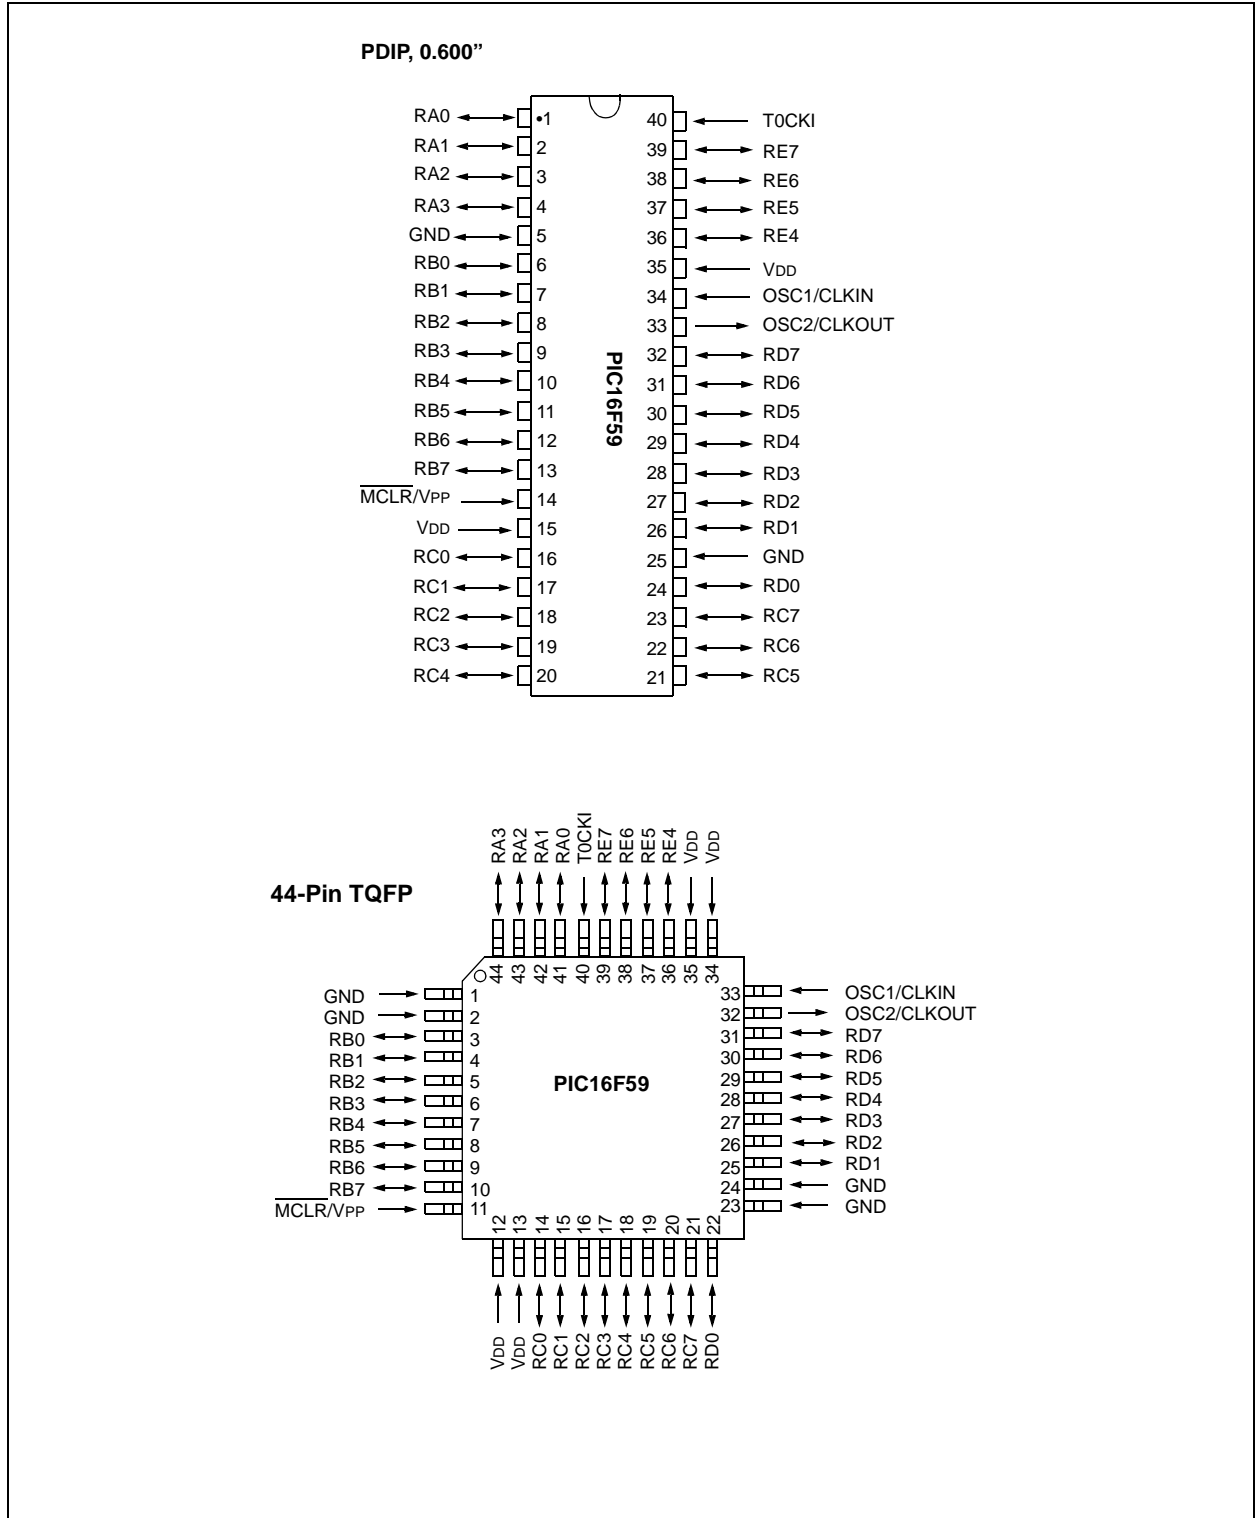 PDIP, 0.600”
RA0 •1 40 T0CKI
RA1 2 39 RE7
RA2 3 38 RE6
RA3 4 37 RE5
GND 5 36 RE4
RB0 6 35 VDD
RB1 7 34 OSC1/CLKIN
RB2 8 33 OSC2/CLKOUT
RB3 9 32 RD7
RB4 10 31 RD6
RB5 11 30 RD5
RB6 12 29 RD4
RB7 13 28 RD3
MCLR/VPP 14 27 RD2
VDD 15 26 RD1
RC0 16 25 GND
RC1 17 24 RD0
RC2 18 23 RC7
RC3 19 22 RC6
RC4 20 21 RC5
PIC16F59
44-Pin TQFP
RA3 RA2 RA1 RA0 T0CKI RE7 RE6 RE5 RE4 VDD VDD
44 43 42 41 40 39 38 37 36 35 34
GND 1 33 OSC1/CLKIN
GND 2 32 OSC2/CLKOUT
RB0 3 31 RD7
RB1 4 30 RD6
RB2 5 29 RD5
RB3 6 28 RD4
RB4 7 27 RD3
RB5 8 26 RD2
RB6 9 25 RD1
RB7 10 24 GND
MCLR/VPP 11 23 GND
PIC16F59
12 13 14 15 16 17 18 19 20 21 22
VDD VDD RC0 RC1 RC2 RC3 RC4 RC5 RC6 RC7 RD0